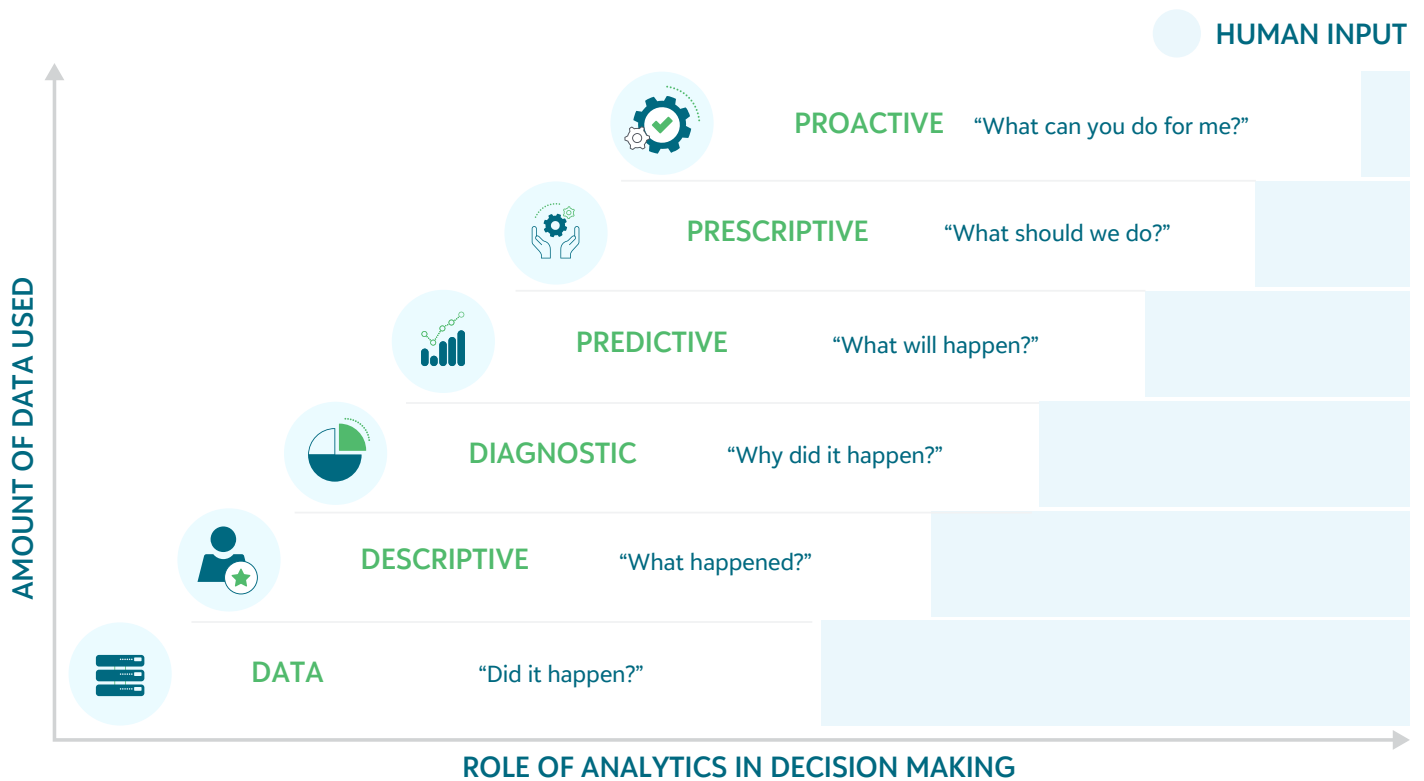 HUMAN INPUT
PROACTIVE “What can you do for me?”
PRESCRIPTIVE “What should we do?”
PREDICTIVE “What will happen?”
DIAGNOSTIC “Why did it happen?”
DESCRIPTIVE “What happened?”
DATA “Did it happen?”
AMOUNT OF DATA USED
ROLE OF ANALYTICS IN DECISION MAKING